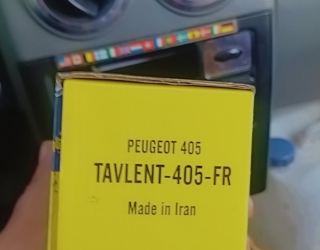 PEUGEOT 405
TAVLENT-405-FR
Made in Iran